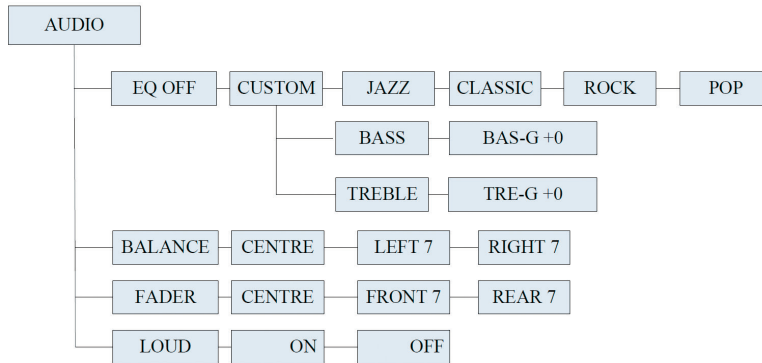 AUDIO
EQ OFF CUSTOM JAZZ CLASSIC ROCK POP
BASS BAS-G +0
TREBLE TRE-G +0
BALANCE CENTRE LEFT 7 RIGHT 7
FADER CENTRE FRONT 7 REAR 7
LOUD ON OFF